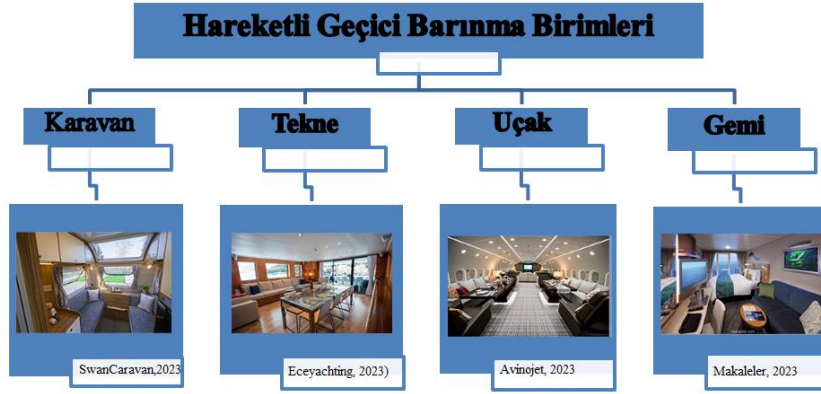 Hareketli Geçici Barınma Birimleri
Karavan
Tekne
Uçak
Gemi
SwanCaravan,2023
Eceyachting, 2023)
Avinojet, 2023
Makaleler, 2023